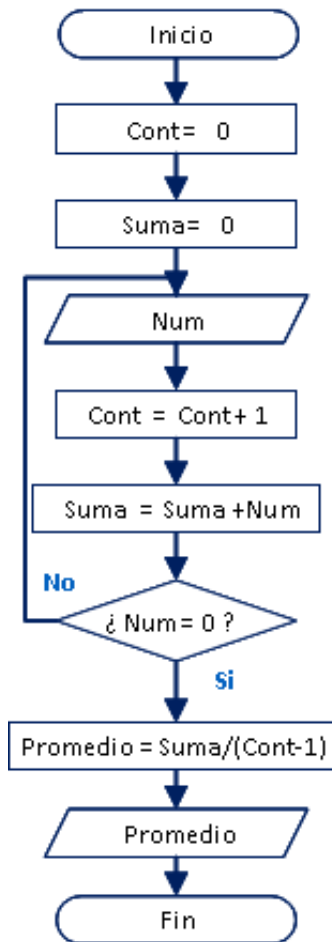 Inicio
Cont= 0
Suma= 0
Num
Cont = Cont+ 1
Suma = Suma +Num
No
¿ Num= 0 ?
Si
Promedio = Suma/(Cont-1)
Promedio
Fin